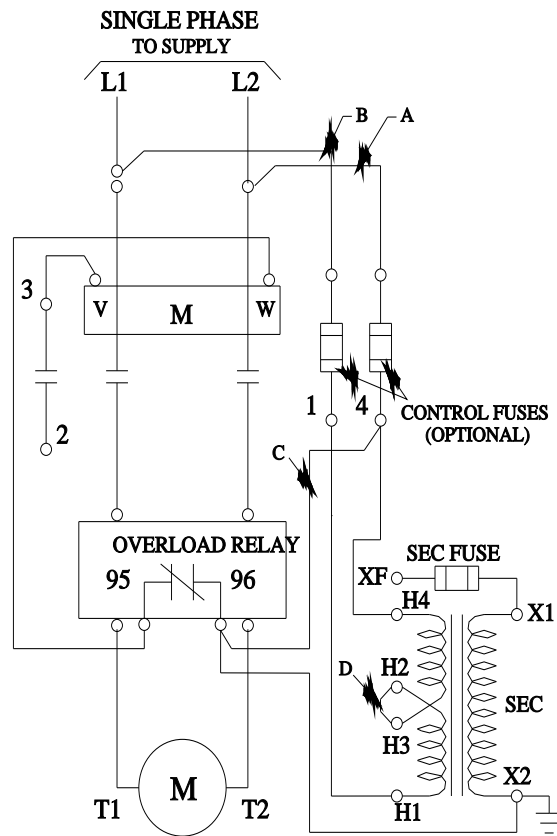 SINGLE PHASE
TO SUPPLY
L1 L2
B A
3
V M W
2
1 4
CONTROL FUSES
(OPTIONAL)
C
OVERLOAD RELAY
95 96
SEC FUSE
XF
H4 X1
D H2
SEC
H3
X2
T1 M T2
H1